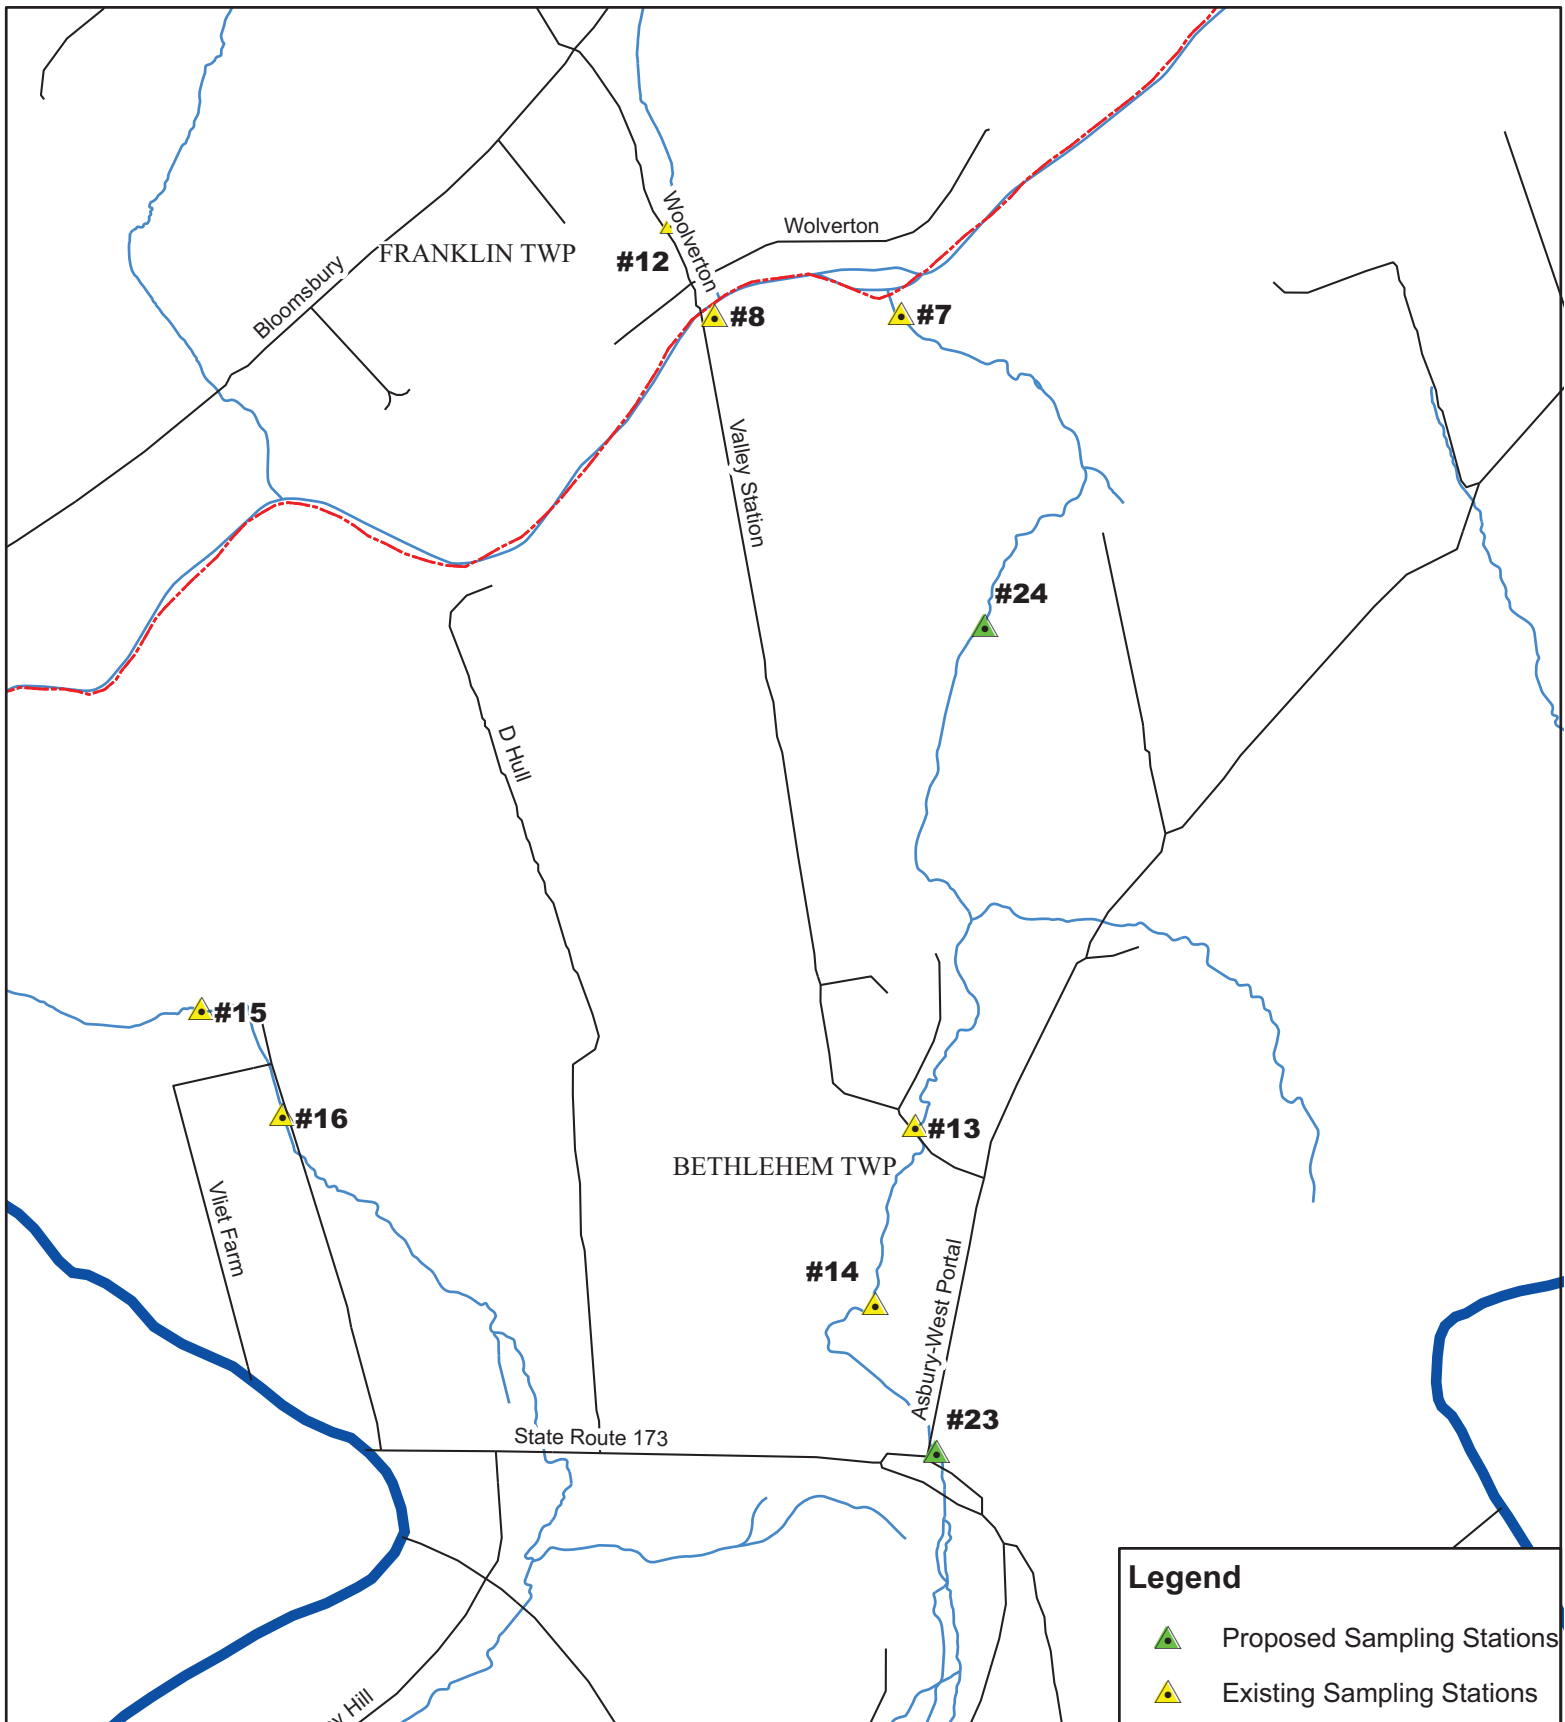 Woolverton
Wolverton
FRANKLIN TWP
#12
Bloomsbury
#8
#7
Valley Station
#24
D Hull
#15
#16
#13
BETHLEHEM TWP
Vliet Farm
#14
Asbury-West Portal
#23
State Route 173
Legend
Proposed Sampling Stations
Existing Sampling Stations
Hill